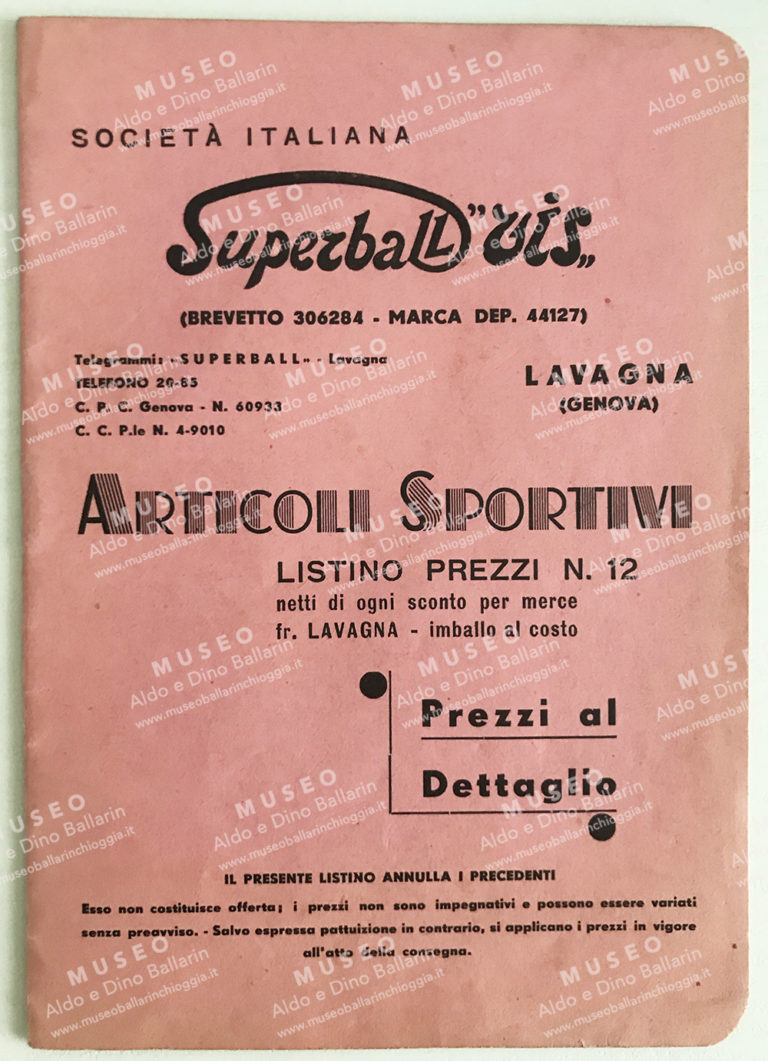 SOCIETÀ ITALIANA
Superball "vis„
(BREVETTO 306284 - MARCA DEP. 44127)
Telegrammi: «SUPERBALL» - Lavagna
TELEFONO 20-85
C. P. C. Genova - N. 60933
C. C. P.le N. 4-9010
LAVAGNA
(GENOVA)
ARTICOLI SPORTIVI
LISTINO PREZZI N. 12
netti di ogni sconto per merce
fr. LAVAGNA - imballo al costo
Prezzi al
Dettaglio
IL PRESENTE LISTINO ANNULLA I PRECEDENTI
Esso non costituisce offerta; i prezzi non sono impegnativi e possono essere variati
senza preavviso. - Salvo espressa pattuizione in contrario, si applicano i prezzi in vigore
all'atto della consegna.
MUSEO
Aldo e Dino Ballarin
www.museoballarinchioggia.it